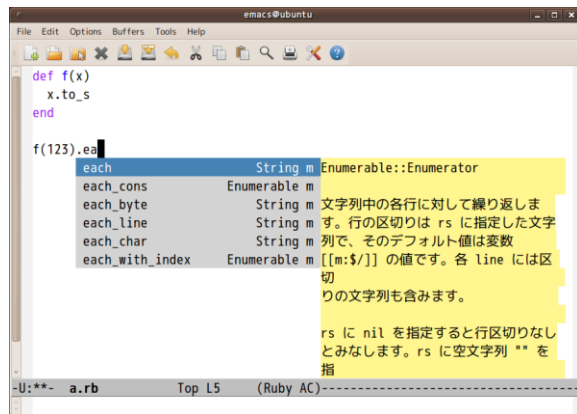 emacs@ubuntu
File Edit Options Buffers Tools Help
def f(x)
  x.to_s
end
f(123).ea
each String m
each_cons Enumerable m
each_byte String m
each_line String m
each_char String m
each_with_index Enumerable m
Enumerable::Enumerator
文字列中の各行に対して繰り返しま
す。行の区切りは rs に指定した文字
列で、そのデフォルト値は変数
[[m:$/]] の値です。各 line には区
切
りの文字列も含みます。
rs に nil を指定すると行区切りなし
とみなします。rs に空文字列 "" を
指
-U:**-  a.rb          Top L5     (Ruby AC)--------------------------------